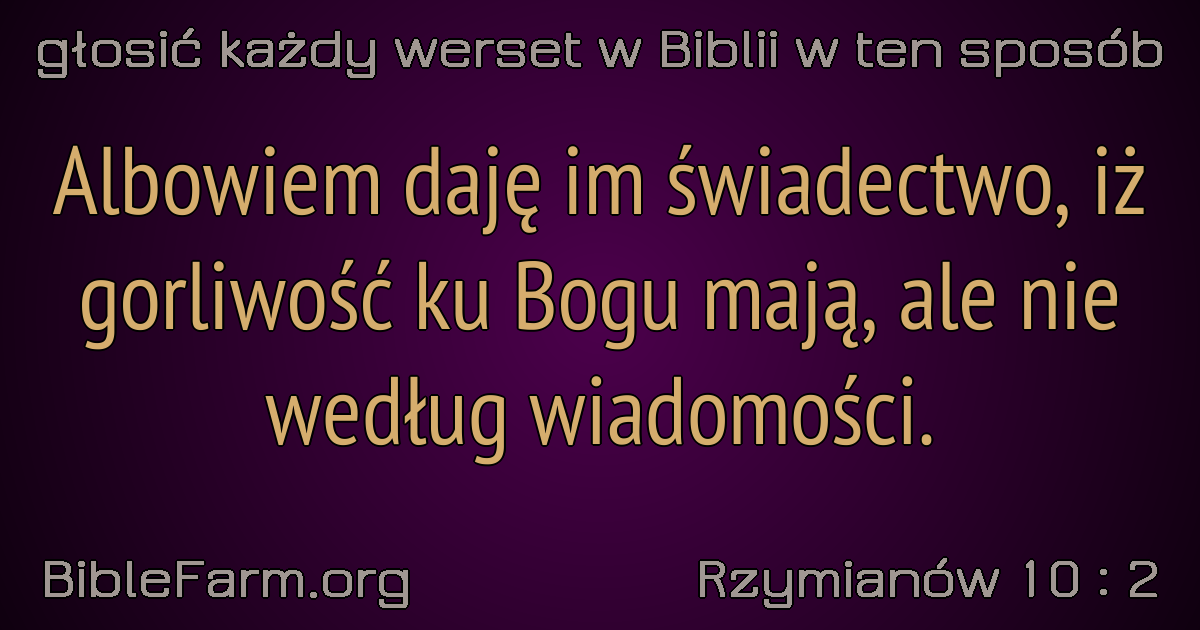 głosić każdy werset w Biblii w ten sposób
Albowiem daję im świadectwo, iż
gorliwość ku Bogu mają, ale nie
według wiadomości.
BibleFarm.org
Rzymianów 10 : 2